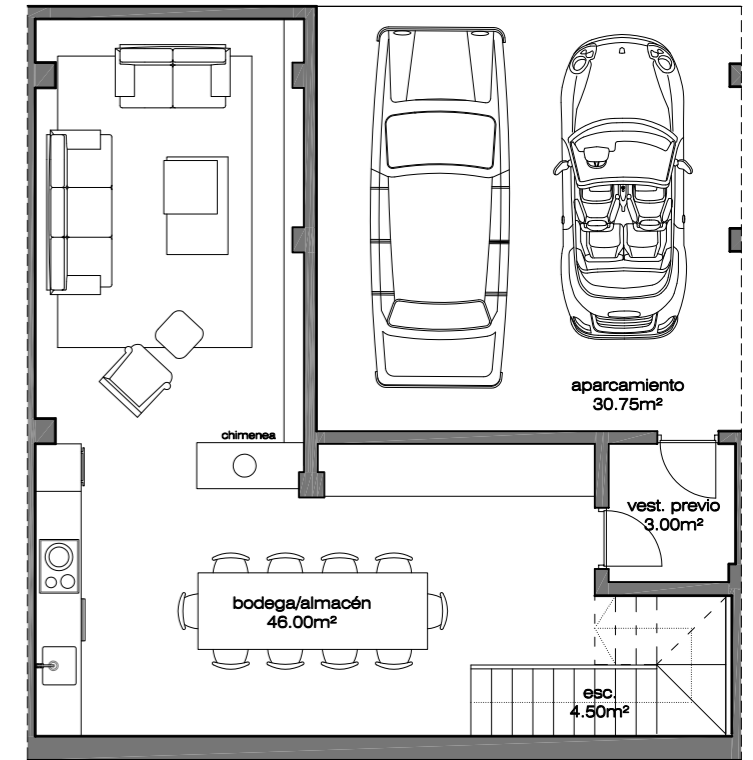 aparcamiento
30.75m²
chimenea
vest. previo
3.00m²
bodega/almacén
46.00m²
esc.
4.50m²